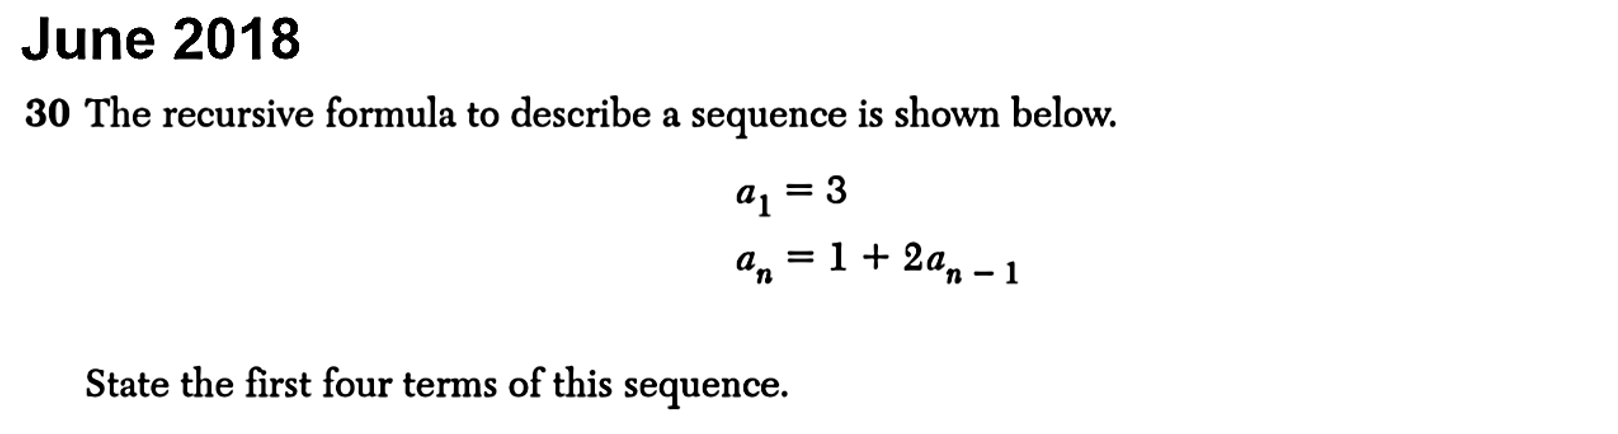 June 2018
30 The recursive formula to describe a sequence is shown below.
a₁ = 3
aₙ = 1 + 2aₙ ₋ ₁
State the first four terms of this sequence.